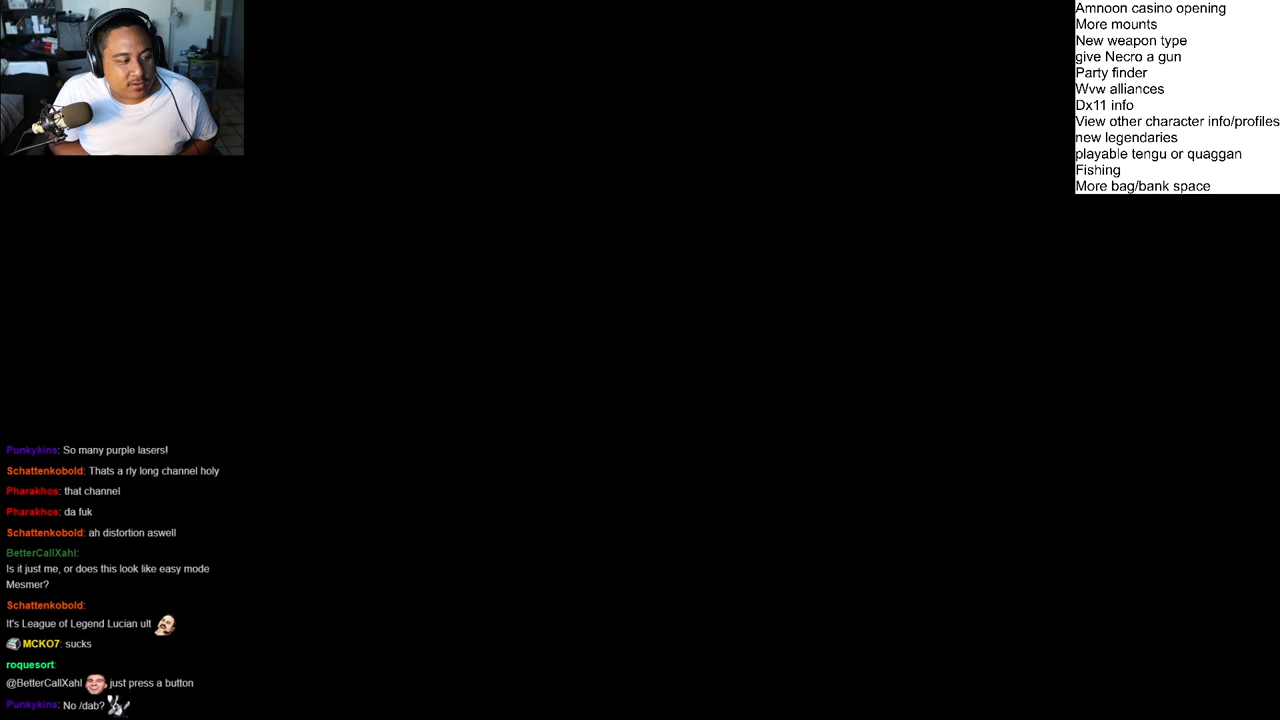 Amnoon casino opening
More mounts
New weapon type
give Necro a gun
Party finder
Wvw alliances
Dx11 info
View other character info/profiles
new legendaries
playable tengu or quaggan
Fishing
More bag/bank space
Punkykins: So many purple lasers!
Schattenkobold: Thats a rly long channel holy
Pharakhos: that channel
Pharakhos: da fuk
Schattenkobold: ah distortion aswell
BetterCallXahl:
Is it just me, or does this look like easy mode
Mesmer?
Schattenkobold:
It's League of Legend Lucian ult
MCKO7: sucks
roquesort:
@BetterCallXahl just press a button
Punkykins: No /dab?